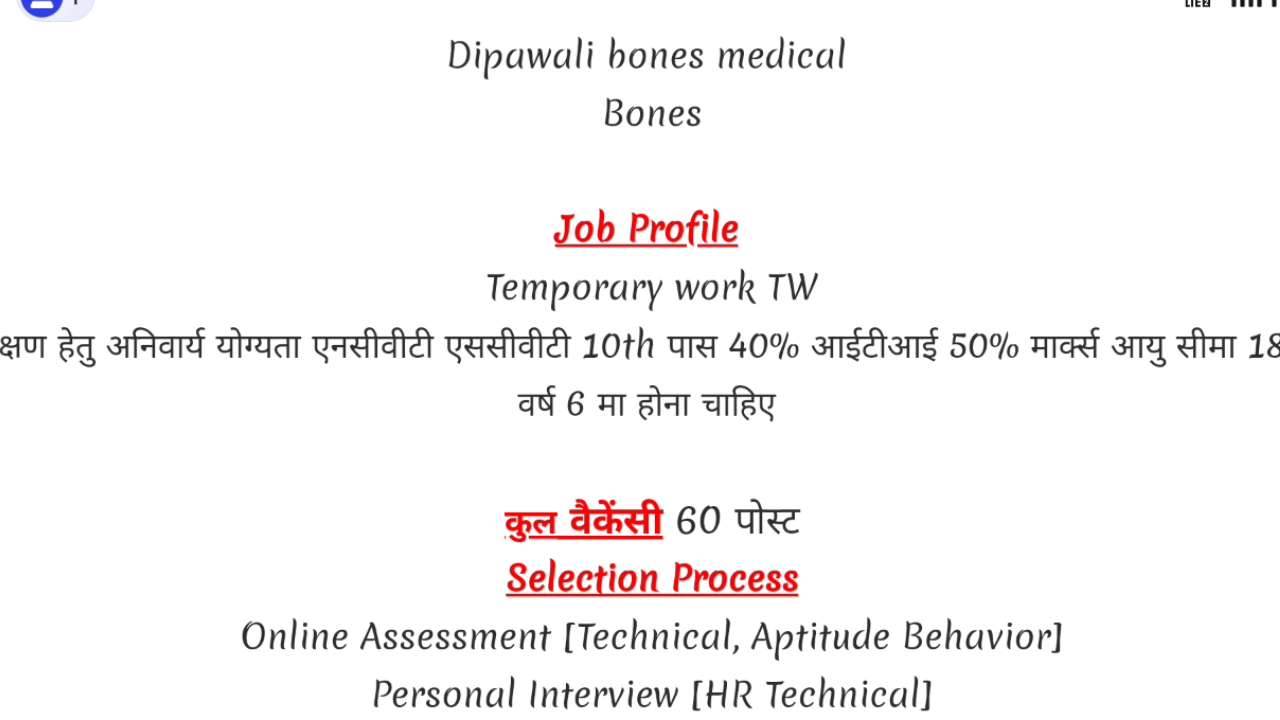 Dipawali bones medical
Bones
Job Profile
Temporary work TW
क्षण हेतु अनिवार्य योग्यता एनसीवीटी एससीवीटी 10th पास 40% आईटीआई 50% मार्क्स आयु सीमा 18
वर्ष 6 मा होना चाहिए
कुल वैकेंसी 60 पोस्ट
Selection Process
Online Assessment [Technical, Aptitude Behavior]
Personal Interview [HR Technical]